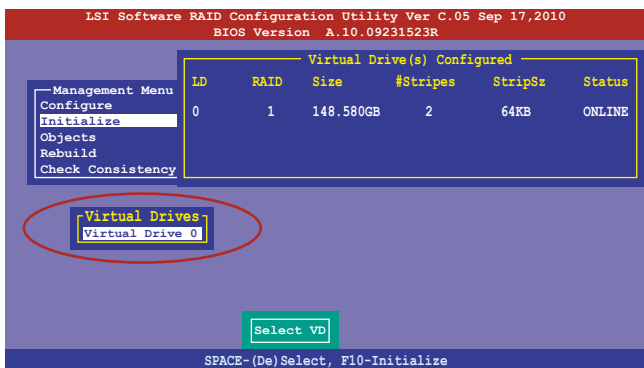 LSI Software RAID Configuration Utility Ver C.05 Sep 17,2010
BIOS Version A.10.09231523R
Virtual Drive(s) Configured
LD RAID Size #Stripes StripSz Status
0 1 148.580GB 2 64KB ONLINE
Management Menu
Configure
Initialize
Objects
Rebuild
Check Consistency
Virtual Drives
Virtual Drive 0
Select VD
SPACE-(De)Select, F10-Initialize